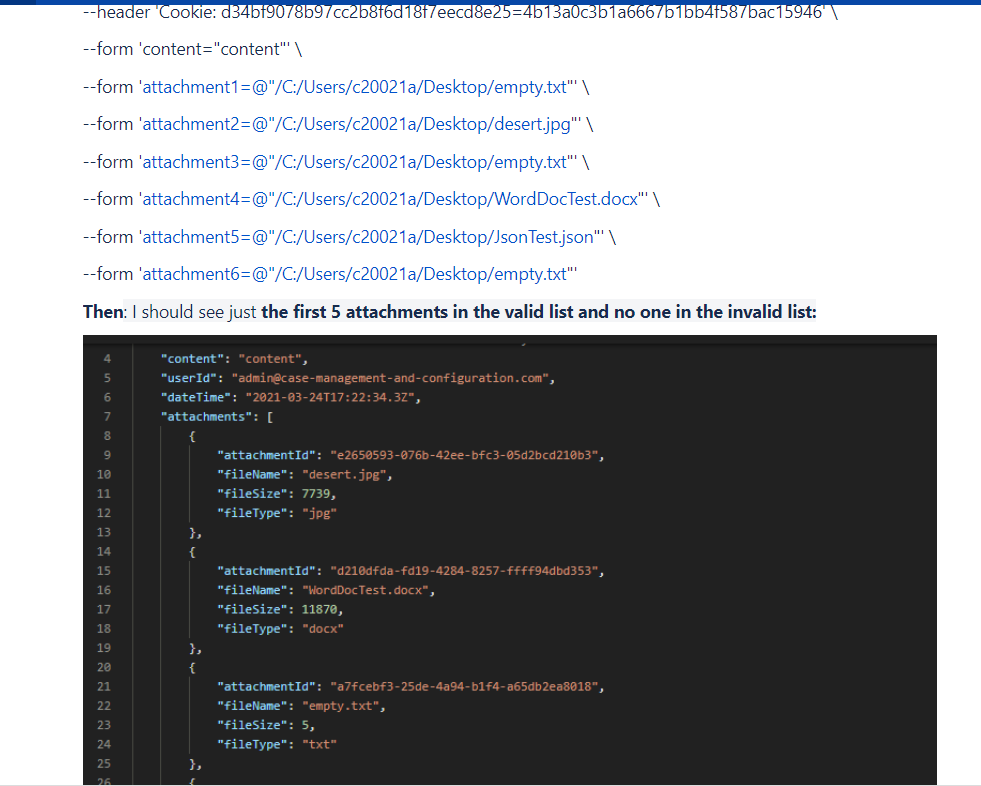 --header 'Cookie: d34bf9078b97cc2b8f6d18f7eecd8e25=4b13a0c3b1a6667b1bb4f587bac15946' \
--form 'content="content"' \
--form 'attachment1=@"/C:/Users/c20021a/Desktop/empty.txt"' \
--form 'attachment2=@"/C:/Users/c20021a/Desktop/desert.jpg"' \
--form 'attachment3=@"/C:/Users/c20021a/Desktop/empty.txt"' \
--form 'attachment4=@"/C:/Users/c20021a/Desktop/WordDocTest.docx"' \
--form 'attachment5=@"/C:/Users/c20021a/Desktop/JsonTest.json"' \
--form 'attachment6=@"/C:/Users/c20021a/Desktop/empty.txt"'
Then: I should see just the first 5 attachments in the valid list and no one in the invalid list:
4 "content": "content",
5 "userId": "admin@case-management-and-configuration.com",
6 "dateTime": "2021-03-24T17:22:34.3Z",
7 "attachments": [
8 {
9 "attachmentId": "e2650593-076b-42ee-bfc3-05d2bcd210b3",
10 "fileName": "desert.jpg",
11 "fileSize": 7739,
12 "fileType": "jpg"
13 },
14 {
15 "attachmentId": "d210dfda-fd19-4284-8257-ffff94dbd353",
16 "fileName": "WordDocTest.docx",
17 "fileSize": 11870,
18 "fileType": "docx"
19 },
20 {
21 "attachmentId": "a7fcebf3-25de-4a94-b1f4-a65db2ea8018",
22 "fileName": "empty.txt",
23 "fileSize": 5,
24 "fileType": "txt"
25 },
26 {